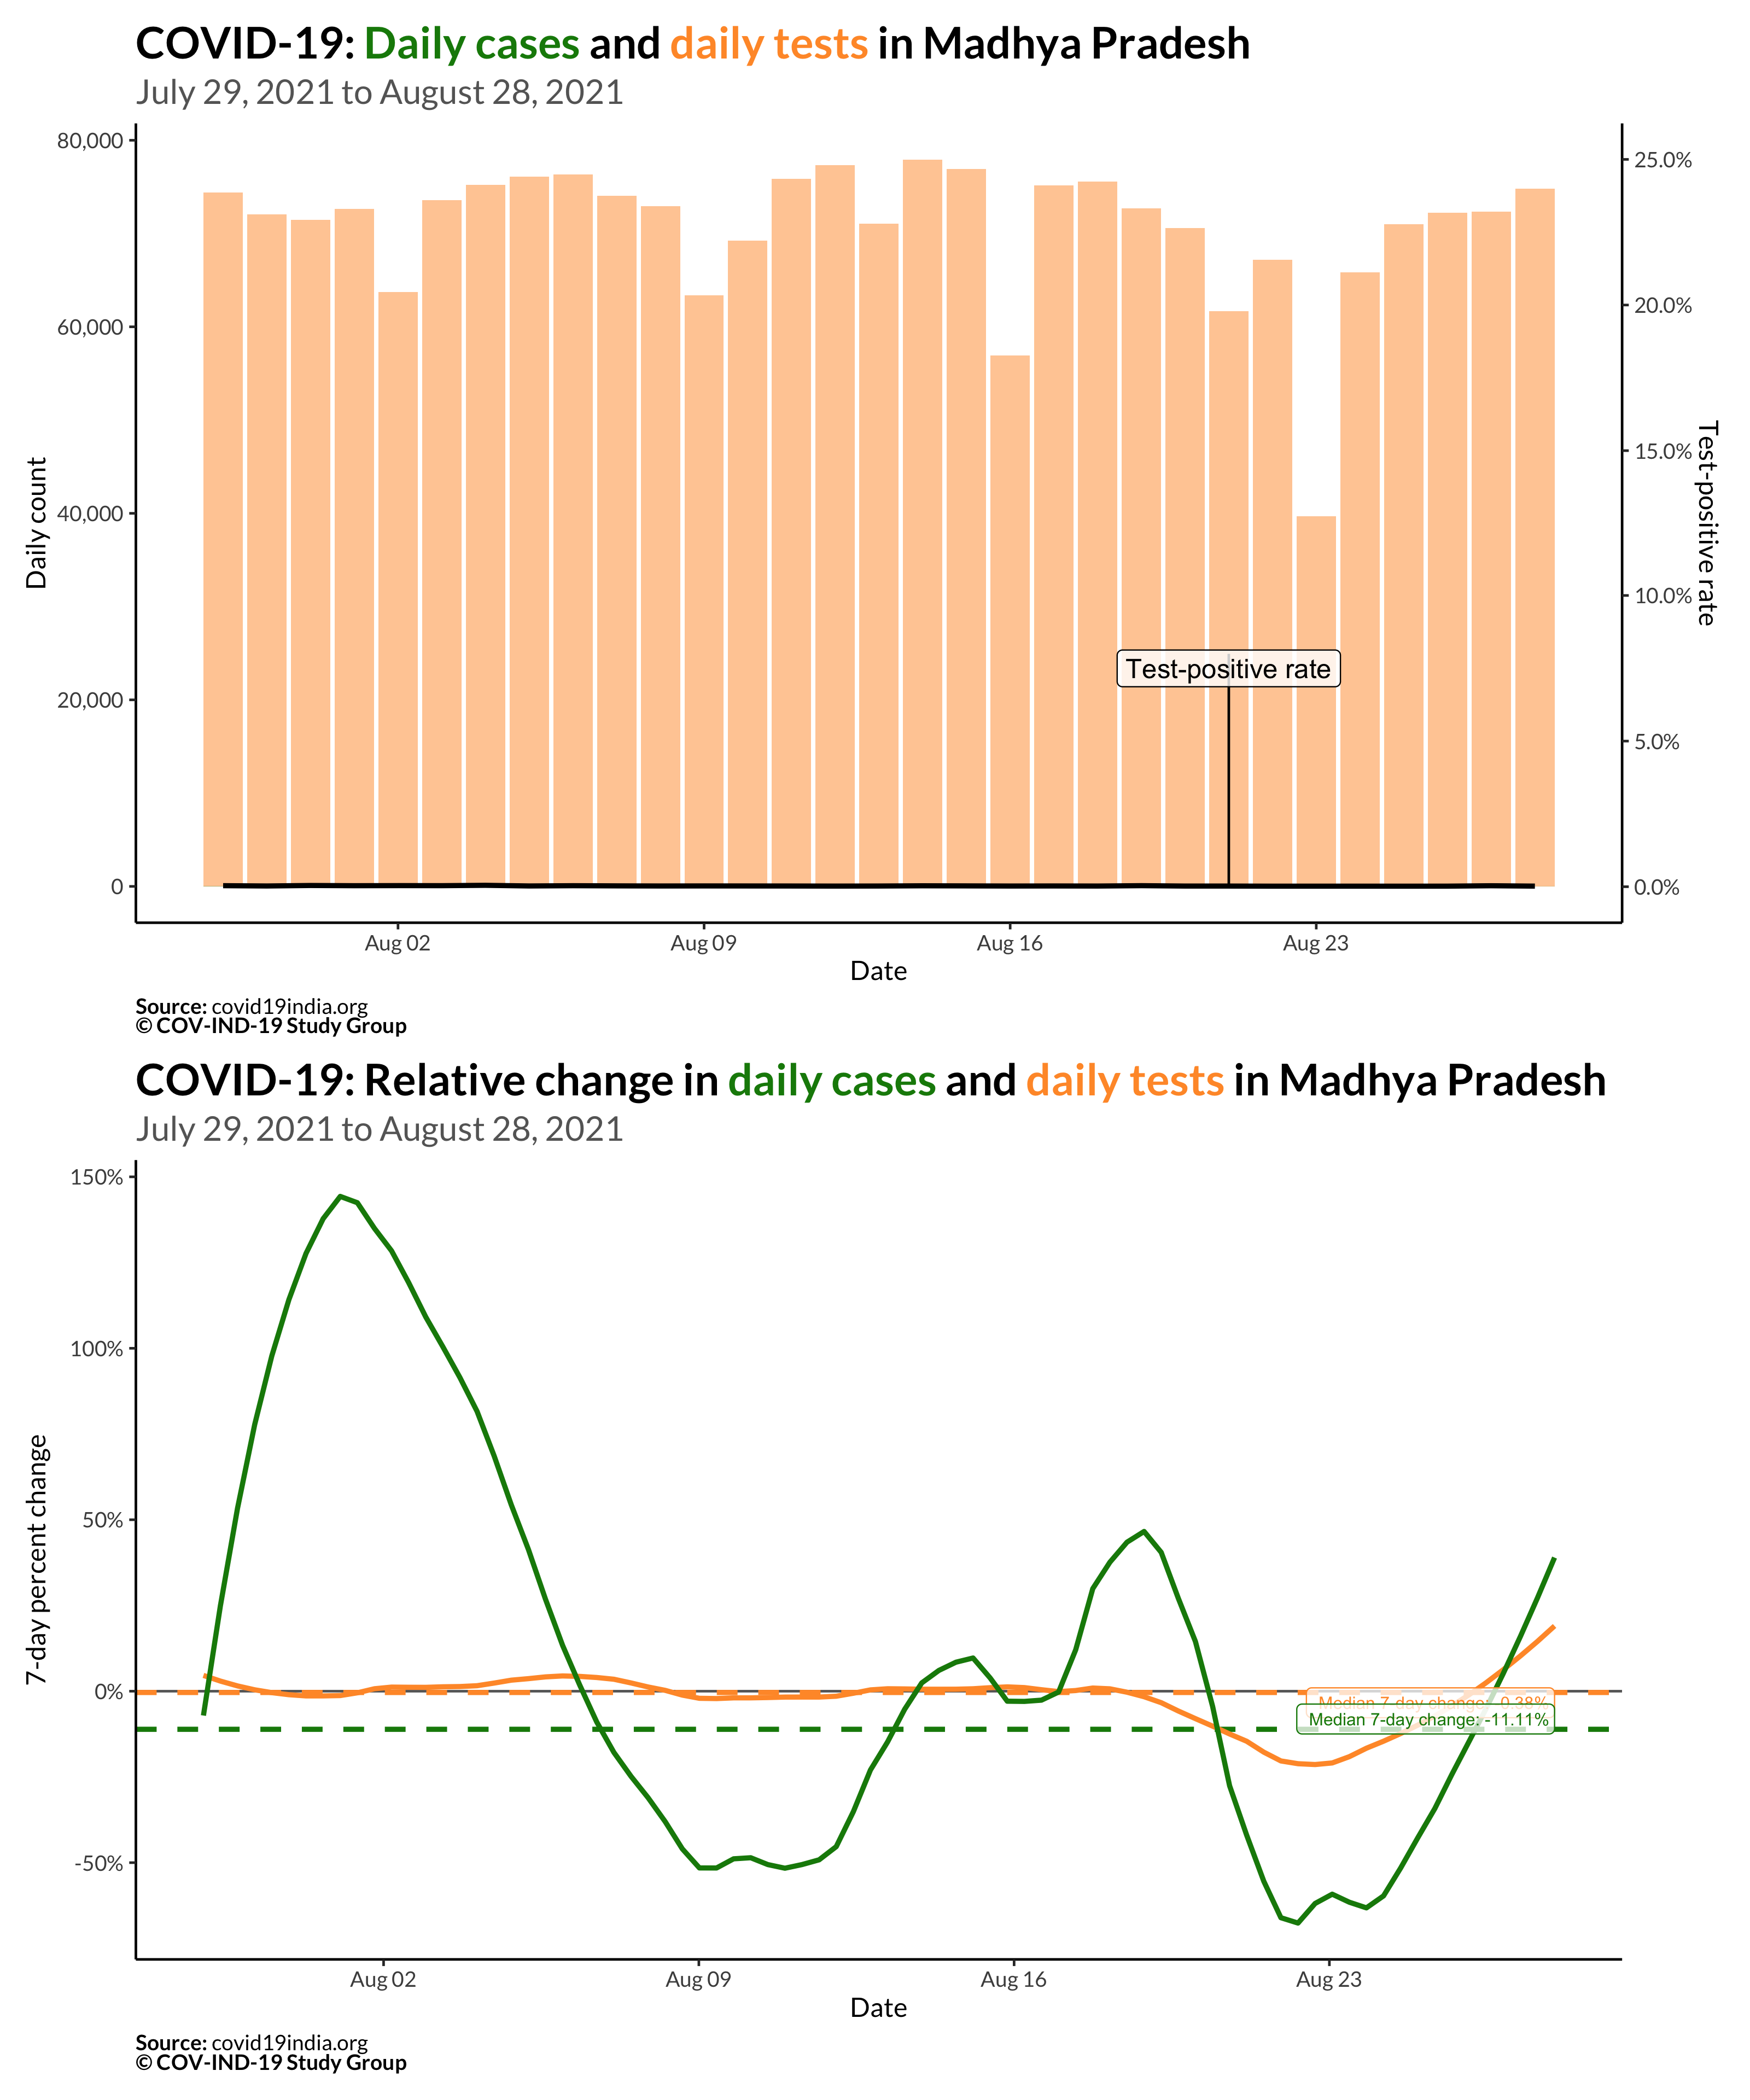 COVID-19: Daily cases and daily tests in Madhya Pradesh
July 29, 2021 to August 28, 2021
80,000
60,000
40,000
20,000
0
Daily count
25.0%
20.0%
15.0%
10.0%
5.0%
0.0%
Test-positive rate
Test-positive rate
Aug 02
Aug 09
Aug 16
Aug 23
Date
Source: covid19india.org
© COV-IND-19 Study Group
COVID-19: Relative change in daily cases and daily tests in Madhya Pradesh
July 29, 2021 to August 28, 2021
150%
100%
50%
0%
-50%
7-day percent change
Median 7-day change: -0.38%
Median 7-day change: -11.11%
Aug 02
Aug 09
Aug 16
Aug 23
Date
Source: covid19india.org
© COV-IND-19 Study Group